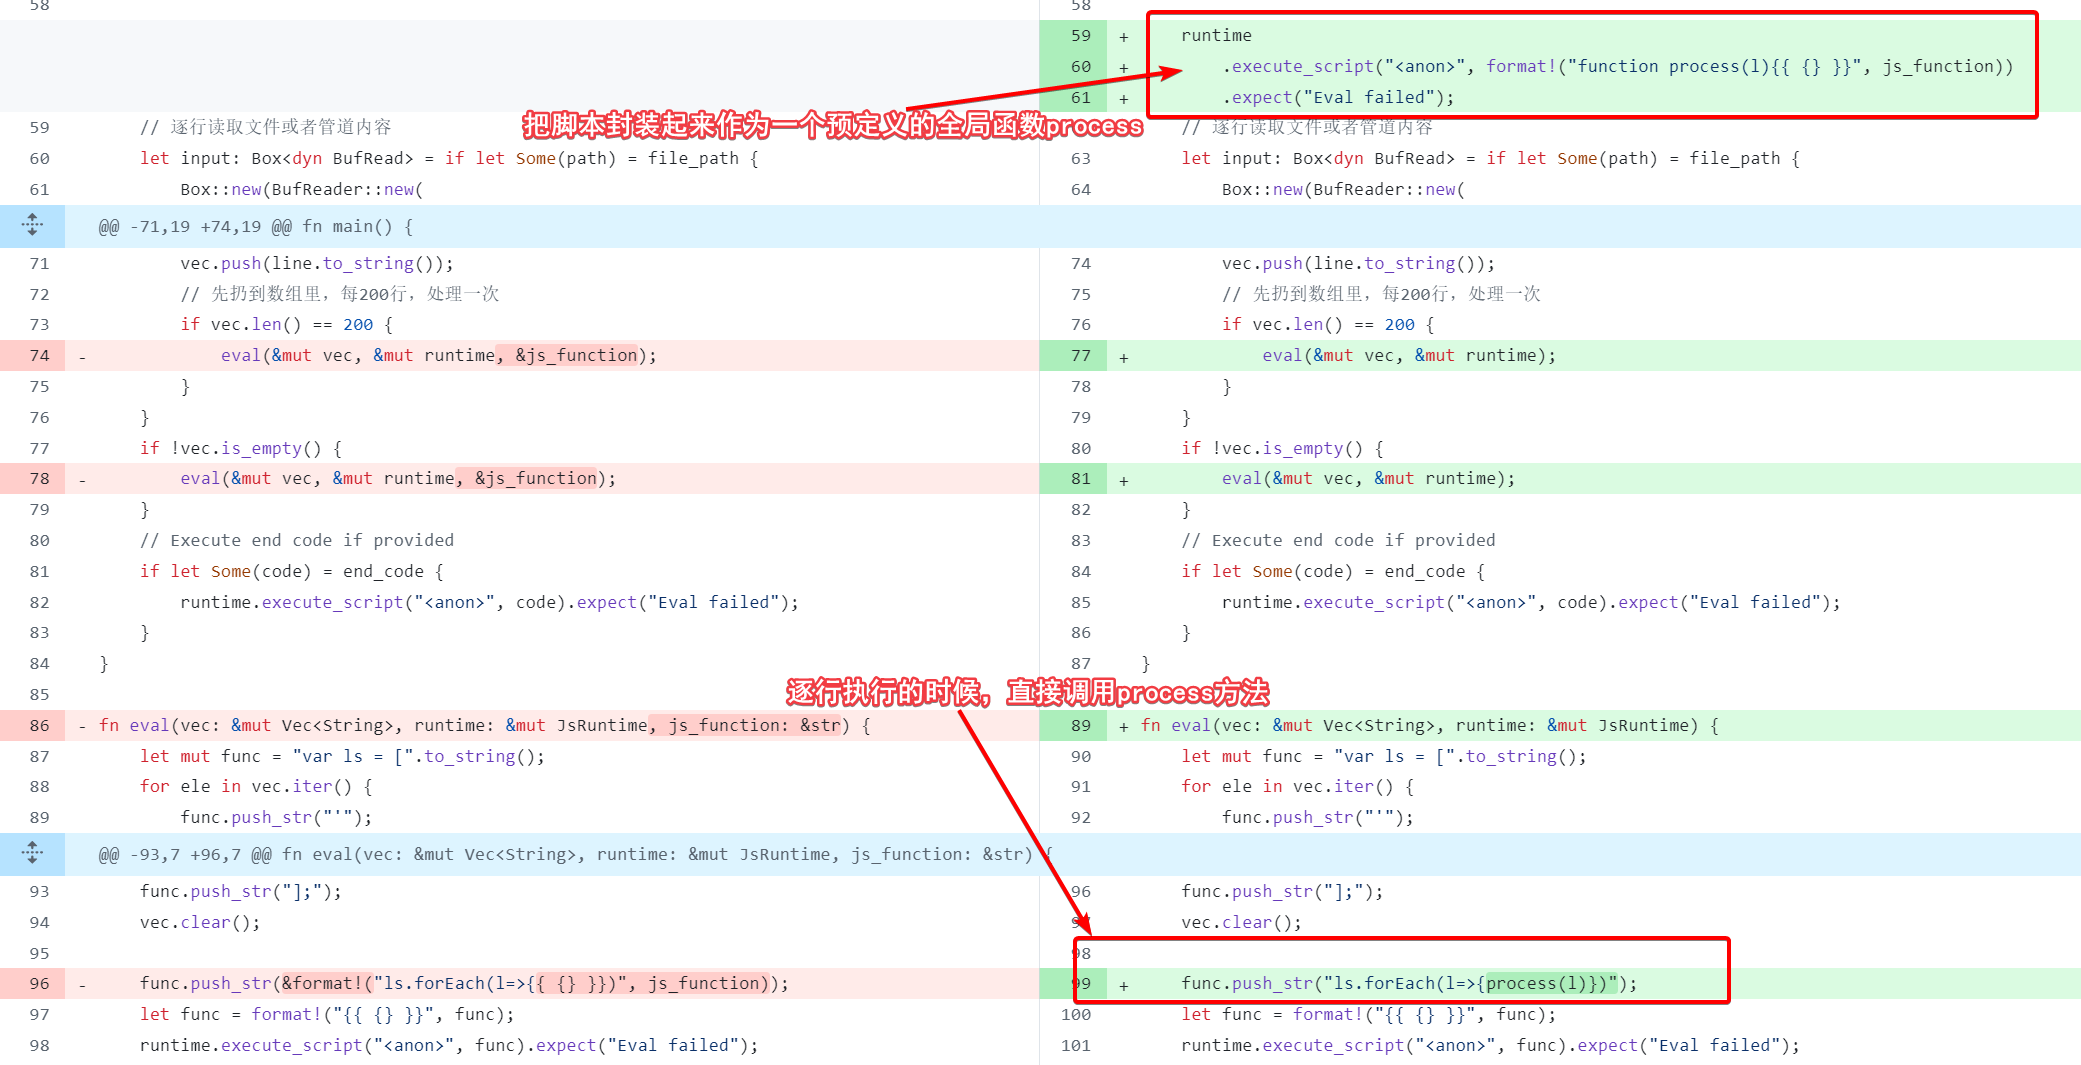 58
59 // 逐行读取文件或者管道内容
60 let input: Box<dyn BufRead> = if let Some(path) = file_path {
61 Box::new(BufReader::new(
@@ -71,19 +74,19 @@ fn main() {
71 vec.push(line.to_string());
72 // 先扔到数组里，每200行，处理一次
73 if vec.len() == 200 {
74 - eval(&mut vec, &mut runtime, &js_function);
75 }
76 }
77 if !vec.is_empty() {
78 - eval(&mut vec, &mut runtime, &js_function);
79 }
80 // Execute end code if provided
81 if let Some(code) = end_code {
82 runtime.execute_script("<anon>", code).expect("Eval failed");
83 }
84 }
85
86 - fn eval(vec: &mut Vec<String>, runtime: &mut JsRuntime, js_function: &str) {
87 let mut func = "var ls = [".to_string();
88 for ele in vec.iter() {
89 func.push_str("'");
@@ -93,7 +96,7 @@ fn eval(vec: &mut Vec<String>, runtime: &mut JsRuntime, js_function: &str) {
93 func.push_str("];");
94 vec.clear();
95
96 - func.push_str(&format!("ls.forEach(l=>{{ {} }})", js_function));
97 let func = format!("{{ {} }}", func);
98 runtime.execute_script("<anon>", func).expect("Eval failed");
58
59 + runtime
60 + .execute_script("<anon>", format!("function process(l){{ {} }}", js_function))
61 + .expect("Eval failed");
把脚本封装起来作为一个预定义的全局函数process
// 逐行读取文件或者管道内容
63 let input: Box<dyn BufRead> = if let Some(path) = file_path {
64 Box::new(BufReader::new(
74 vec.push(line.to_string());
75 // 先扔到数组里，每200行，处理一次
76 if vec.len() == 200 {
77 + eval(&mut vec, &mut runtime);
78 }
79 }
80 if !vec.is_empty() {
81 + eval(&mut vec, &mut runtime);
82 }
83 // Execute end code if provided
84 if let Some(code) = end_code {
85 runtime.execute_script("<anon>", code).expect("Eval failed");
86 }
87 }
逐行执行的时候，直接调用process方法
89 + fn eval(vec: &mut Vec<String>, runtime: &mut JsRuntime) {
90 let mut func = "var ls = [".to_string();
91 for ele in vec.iter() {
92 func.push_str("'");
96 func.push_str("];");
97 vec.clear();
98
99 + func.push_str("ls.forEach(l=>{process(l)})");
100 let func = format!("{{ {} }}", func);
101 runtime.execute_script("<anon>", func).expect("Eval failed");